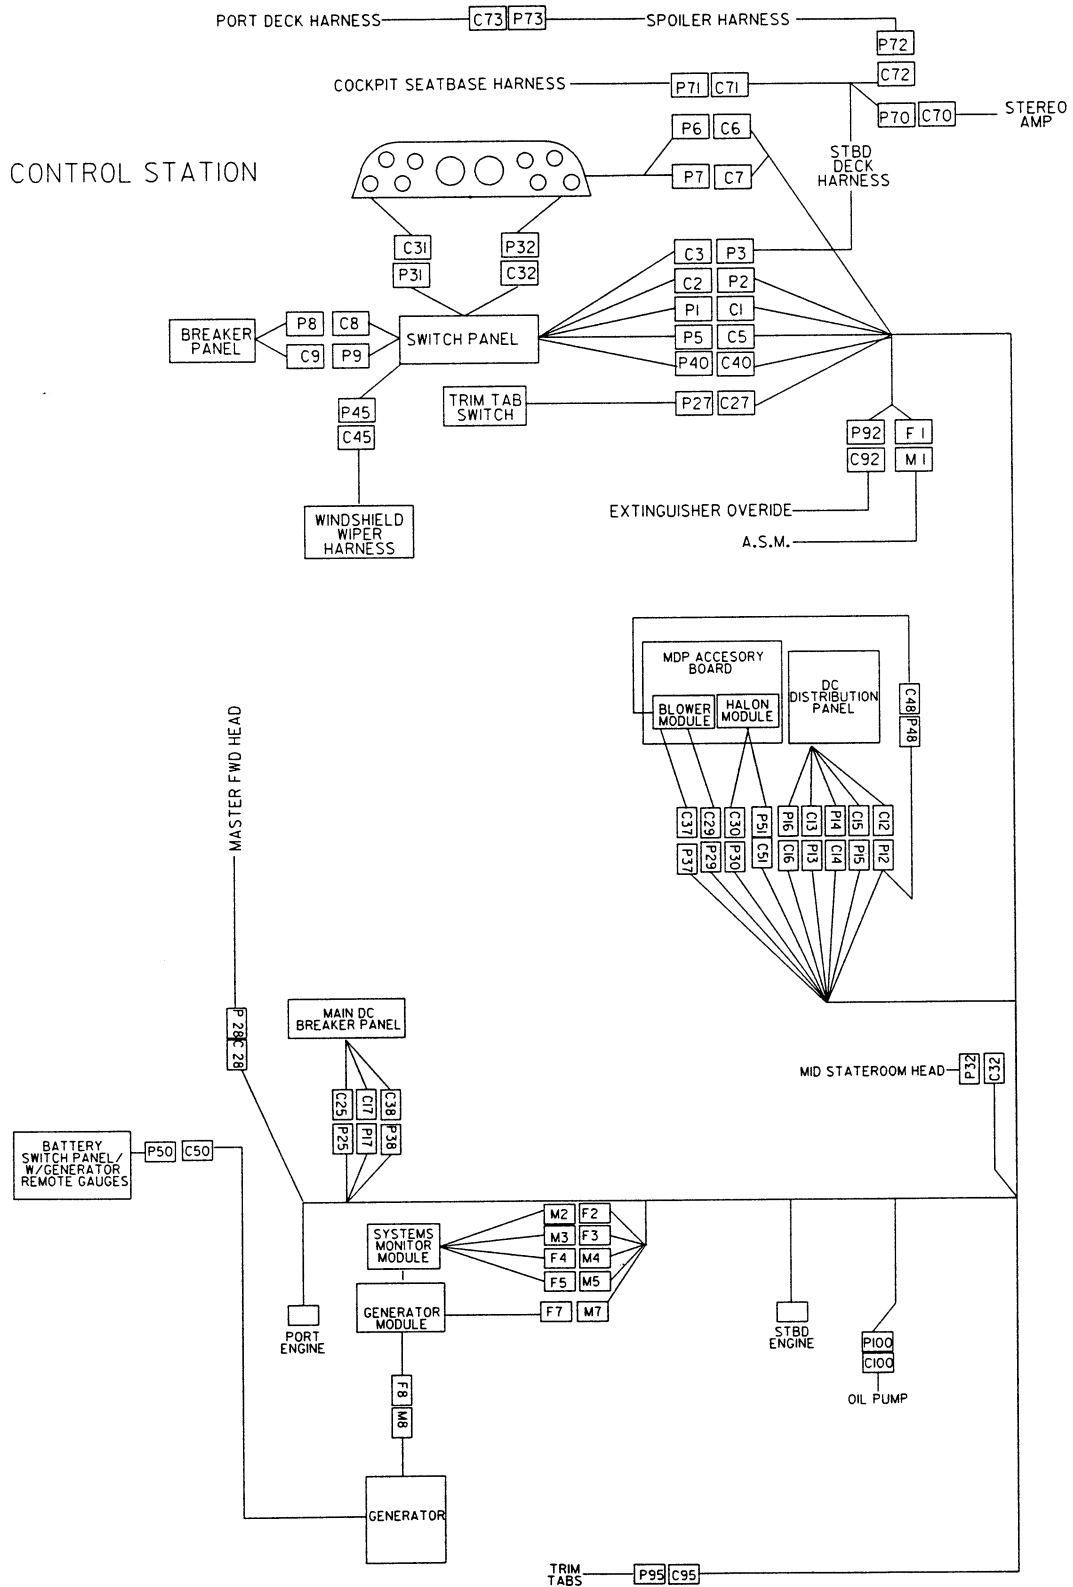 PORT DECK HARNESS
C73 P73
SPOILER HARNESS
P72
C72
COCKPIT SEATBASE HARNESS
P71 C71
P70 C70
STEREO
AMP
P6 C6
STBD
DECK
HARNESS
CONTROL STATION
P7 C7
C31
P31
P32
C32
C3 P3
C2 P2
P1 C1
P5 C5
P40 C40
BREAKER
PANEL
P8 C8
C9 P9
SWITCH PANEL
TRIM TAB
SWITCH
P27 C27
P45
C45
P92 F1
C92 M1
WINDSHIELD
WIPER
HARNESS
EXTINGUISHER OVERIDE
A.S.M.
MDP ACCESORY
BOARD
BLOWER
MODULE
HALON
MODULE
DC
DISTRIBUTION
PANEL
C48
P48
MASTER FWD HEAD
C37 C29 C30 P51 P16 C13 P14 C15 C12
P37 P29 P30 C51 C16 P13 C14 P15 P12
P 28
C 28
MAIN DC
BREAKER PANEL
MID STATEROOM HEAD
P32 C32
C25 C17 C38
P25 P17 P38
BATTERY
SWITCH PANEL/
W/GENERATOR
REMOTE GAUGES
P50 C50
SYSTEMS
MONITOR
MODULE
M2 F2
M3 F3
F4 M4
F5 M5
GENERATOR
MODULE
F7 M7
PORT
ENGINE
STBD
ENGINE
P100
C100
OIL PUMP
F8
M8
GENERATOR
TRIM
TABS
P95 C95